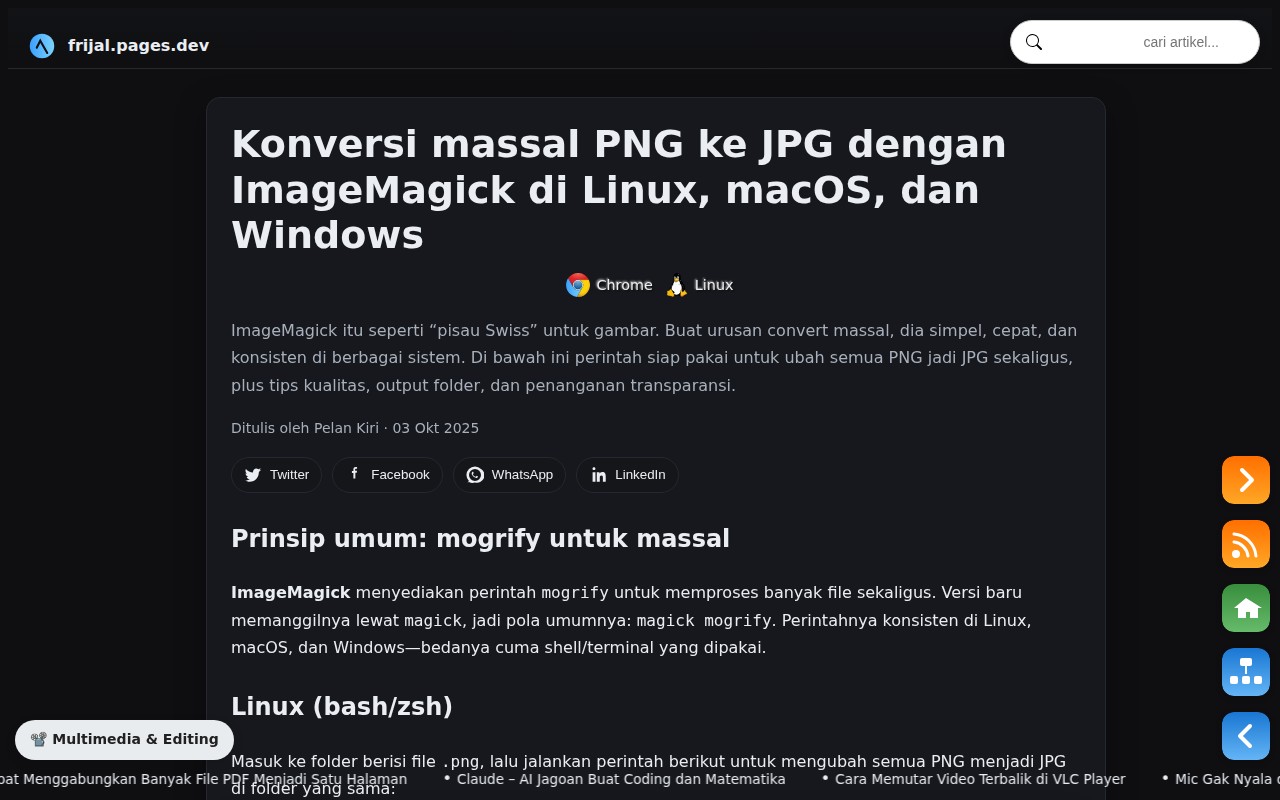 frijal.pages.dev
cari artikel...
Konversi massal PNG ke JPG dengan
ImageMagick di Linux, macOS, dan
Windows
Chrome Linux
ImageMagick itu seperti “pisau Swiss” untuk gambar. Buat urusan convert massal, dia simpel, cepat, dan
konsisten di berbagai sistem. Di bawah ini perintah siap pakai untuk ubah semua PNG jadi JPG sekaligus,
plus tips kualitas, output folder, dan penanganan transparansi.
Ditulis oleh Pelan Kiri · 03 Okt 2025
Twitter Facebook WhatsApp LinkedIn
Prinsip umum: mogrify untuk massal
ImageMagick menyediakan perintah mogrify untuk memproses banyak file sekaligus. Versi baru
memanggilnya lewat magick, jadi pola umumnya: magick mogrify. Perintahnya konsisten di Linux,
macOS, dan Windows—bedanya cuma shell/terminal yang dipakai.
Linux (bash/zsh)
Multimedia & Editing
Masuk ke folder berisi file .png, lalu jalankan perintah berikut untuk mengubah semua PNG menjadi JPG
di folder yang sama:
pat Menggabungkan Banyak File PDF Menjadi Satu Halaman • Claude – AI Jagoan Buat Coding dan Matematika • Cara Memutar Video Terbalik di VLC Player • Mic Gak Nyala